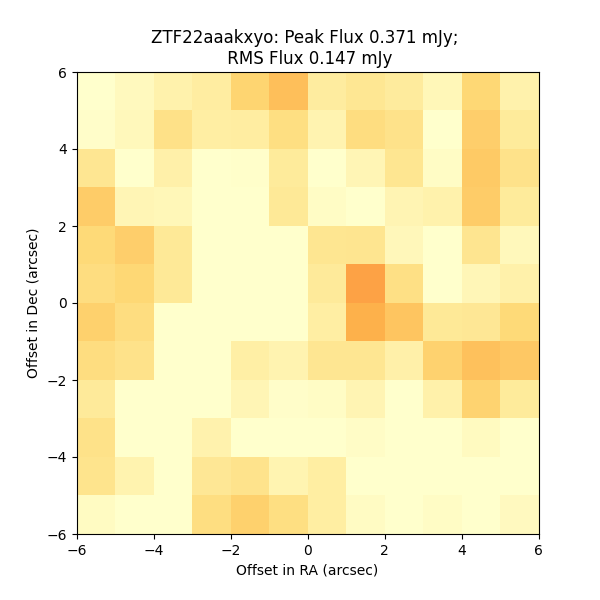 ZTF22aaakxyo: Peak Flux 0.371 mJy;
RMS Flux 0.147 mJy
6
4
2
0
−2
−4
−6
Offset in Dec (arcsec)
−6 −4 −2 0 2 4 6
Offset in RA (arcsec)